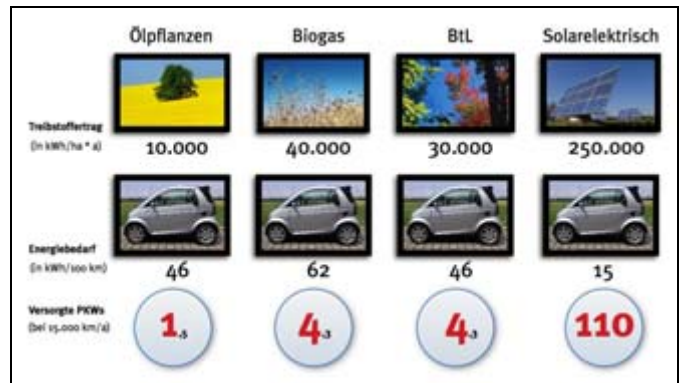 Ölpflanzen Biogas BtL Solarelektrisch
Treibstoffertrag
(in kWh/ha * a) 10.000 40.000 30.000 250.000
Energiebedarf
(in kWh/100 km) 46 62 46 15
Versorgte PKWs
(bei 15.000 km/a) 1,5 4,3 4,3 110